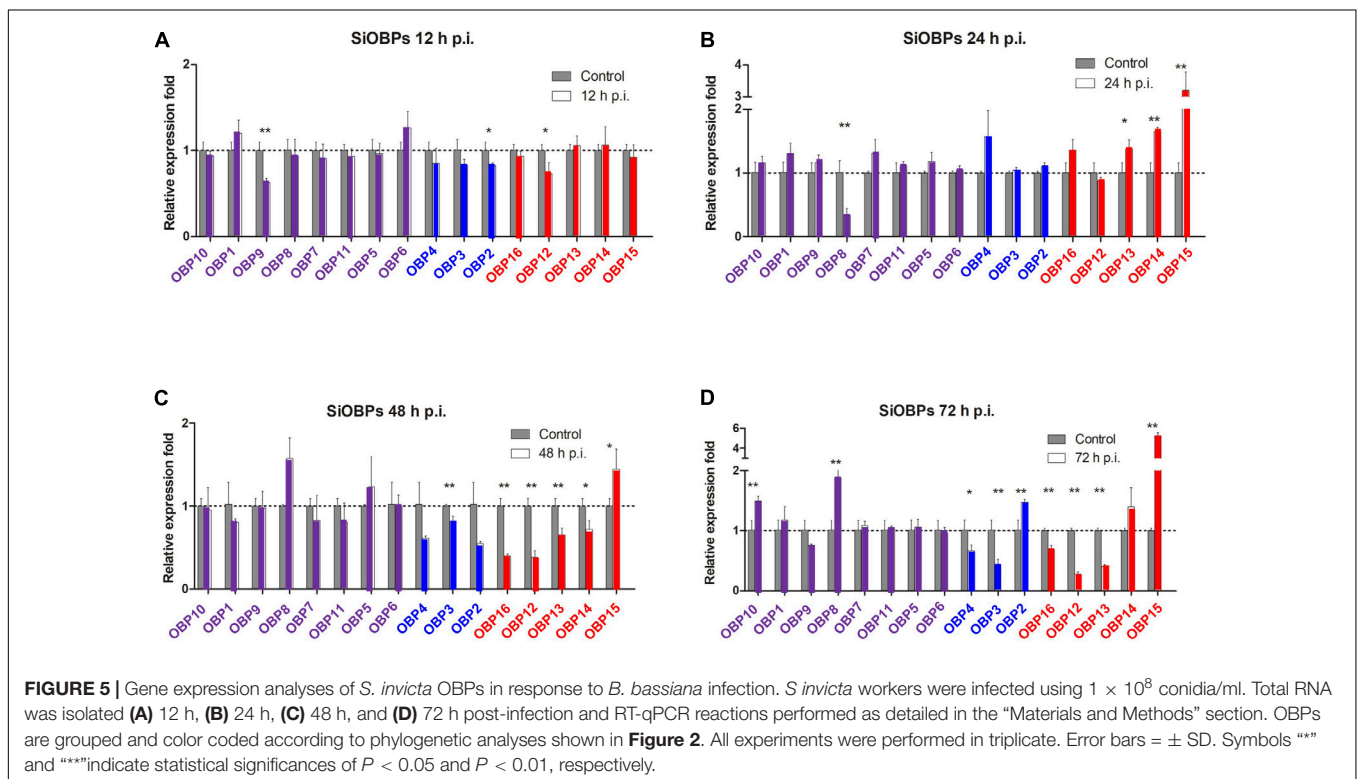 A
SiOBPs 12 h p.i.
Relative expression fold
2
1
0
Control
12 h p.i.
**
*
*
OBP10
OBP1
OBP9
OBP8
OBP7
OBP11
OBP5
OBP6
OBP4
OBP3
OBP2
OBP16
OBP12
OBP13
OBP14
OBP15
B
SiOBPs 24 h p.i.
Relative expression fold
4
3
2
1
0
Control
24 h p.i.
**
*
**
**
OBP10
OBP1
OBP9
OBP8
OBP7
OBP11
OBP5
OBP6
OBP4
OBP3
OBP2
OBP16
OBP12
OBP13
OBP14
OBP15
C
SiOBPs 48 h p.i.
Relative expression fold
2
1
0
Control
48 h p.i.
**
**
**
**
*
*
OBP10
OBP1
OBP9
OBP8
OBP7
OBP11
OBP5
OBP6
OBP4
OBP3
OBP2
OBP16
OBP12
OBP13
OBP14
OBP15
D
SiOBPs 72 h p.i.
Relative expression fold
6
4
2
1
0
Control
72 h p.i.
**
**
*
**
**
**
**
**
**
OBP10
OBP1
OBP9
OBP8
OBP7
OBP11
OBP5
OBP6
OBP4
OBP3
OBP2
OBP16
OBP12
OBP13
OBP14
OBP15
FIGURE 5 | Gene expression analyses of S. invicta OBPs in response to B. bassiana infection. S invicta workers were infected using 1 × 10⁸ conidia/ml. Total RNA
was isolated (A) 12 h, (B) 24 h, (C) 48 h, and (D) 72 h post-infection and RT-qPCR reactions performed as detailed in the “Materials and Methods” section. OBPs
are grouped and color coded according to phylogenetic analyses shown in Figure 2. All experiments were performed in triplicate. Error bars = ± SD. Symbols “*”
and “**”indicate statistical significances of P < 0.05 and P < 0.01, respectively.